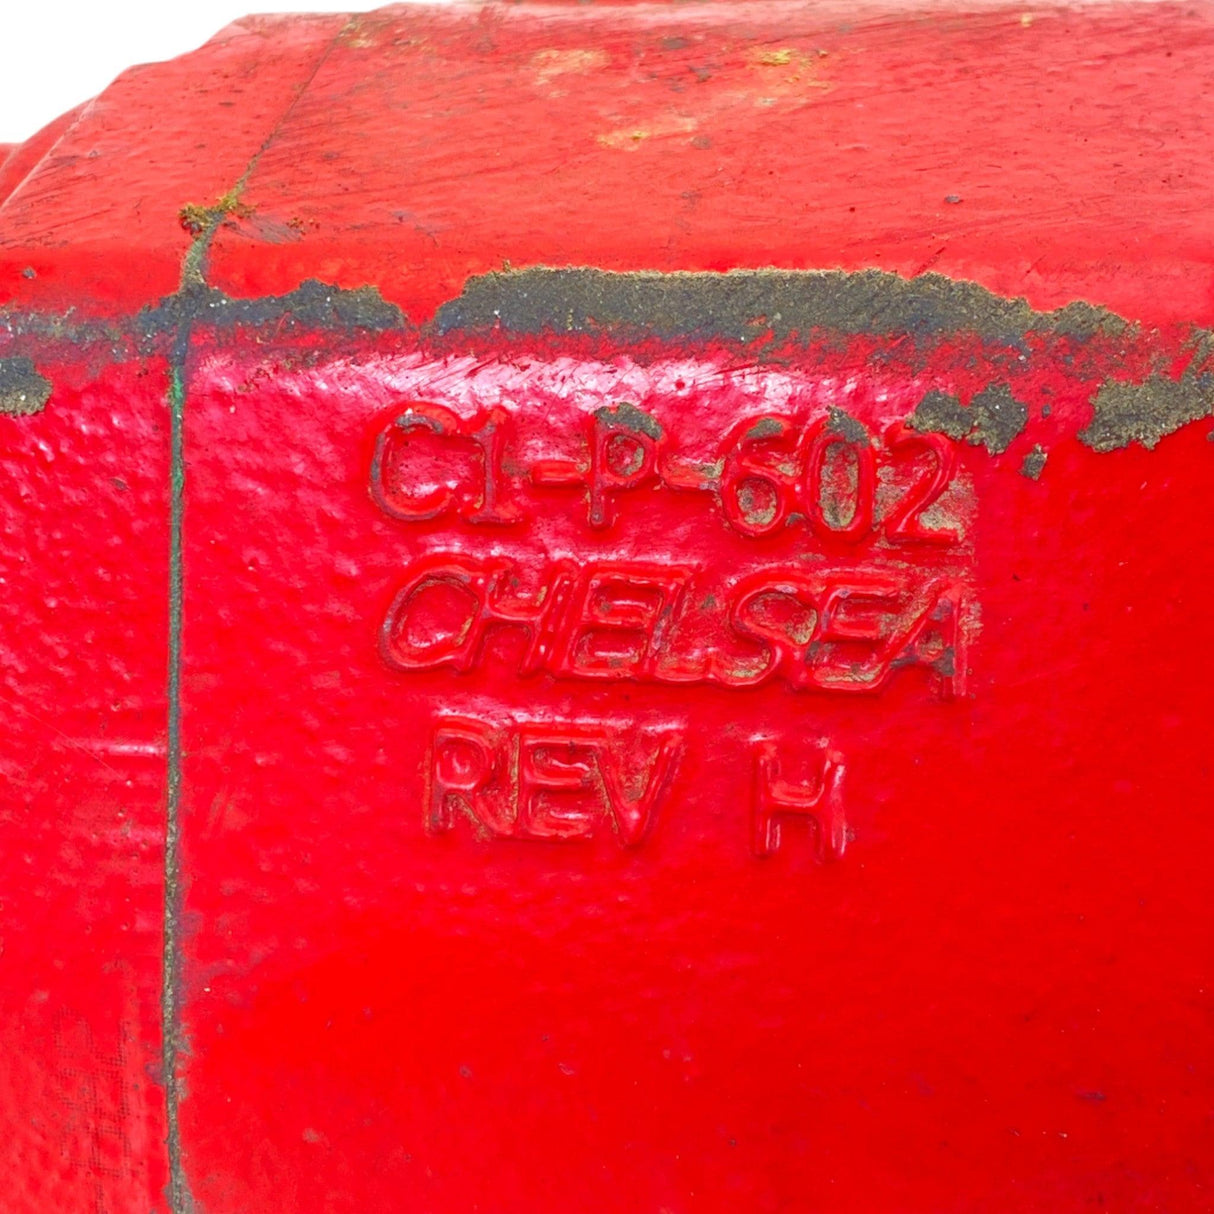 C1-P-602
CHELSEA
REV H